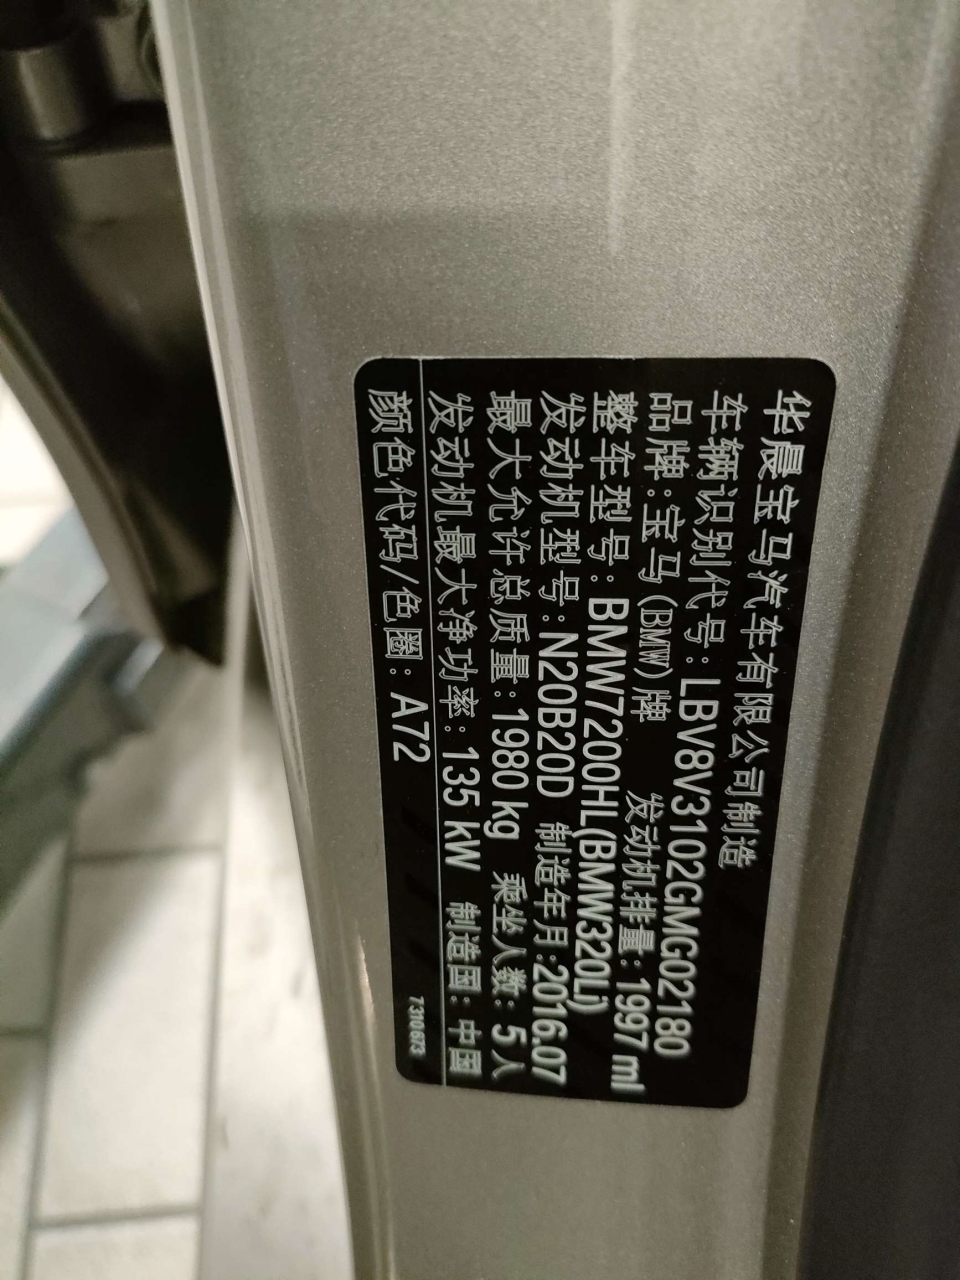 华晨宝马汽车有限公司制造
车辆识别代号:LBV8V3102GMG02180
品牌:宝马(BMW)牌 发动机排量:1997 ml
整车型号:BMW7200HL(BMW320Li)
发动机型号:N20B20D 制造年月:2016.07
最大允许总质量:1980 kg 乘坐人数:5人
发动机最大净功率:135 kW 制造国:中国
颜色代码/色圈:A72 7310673